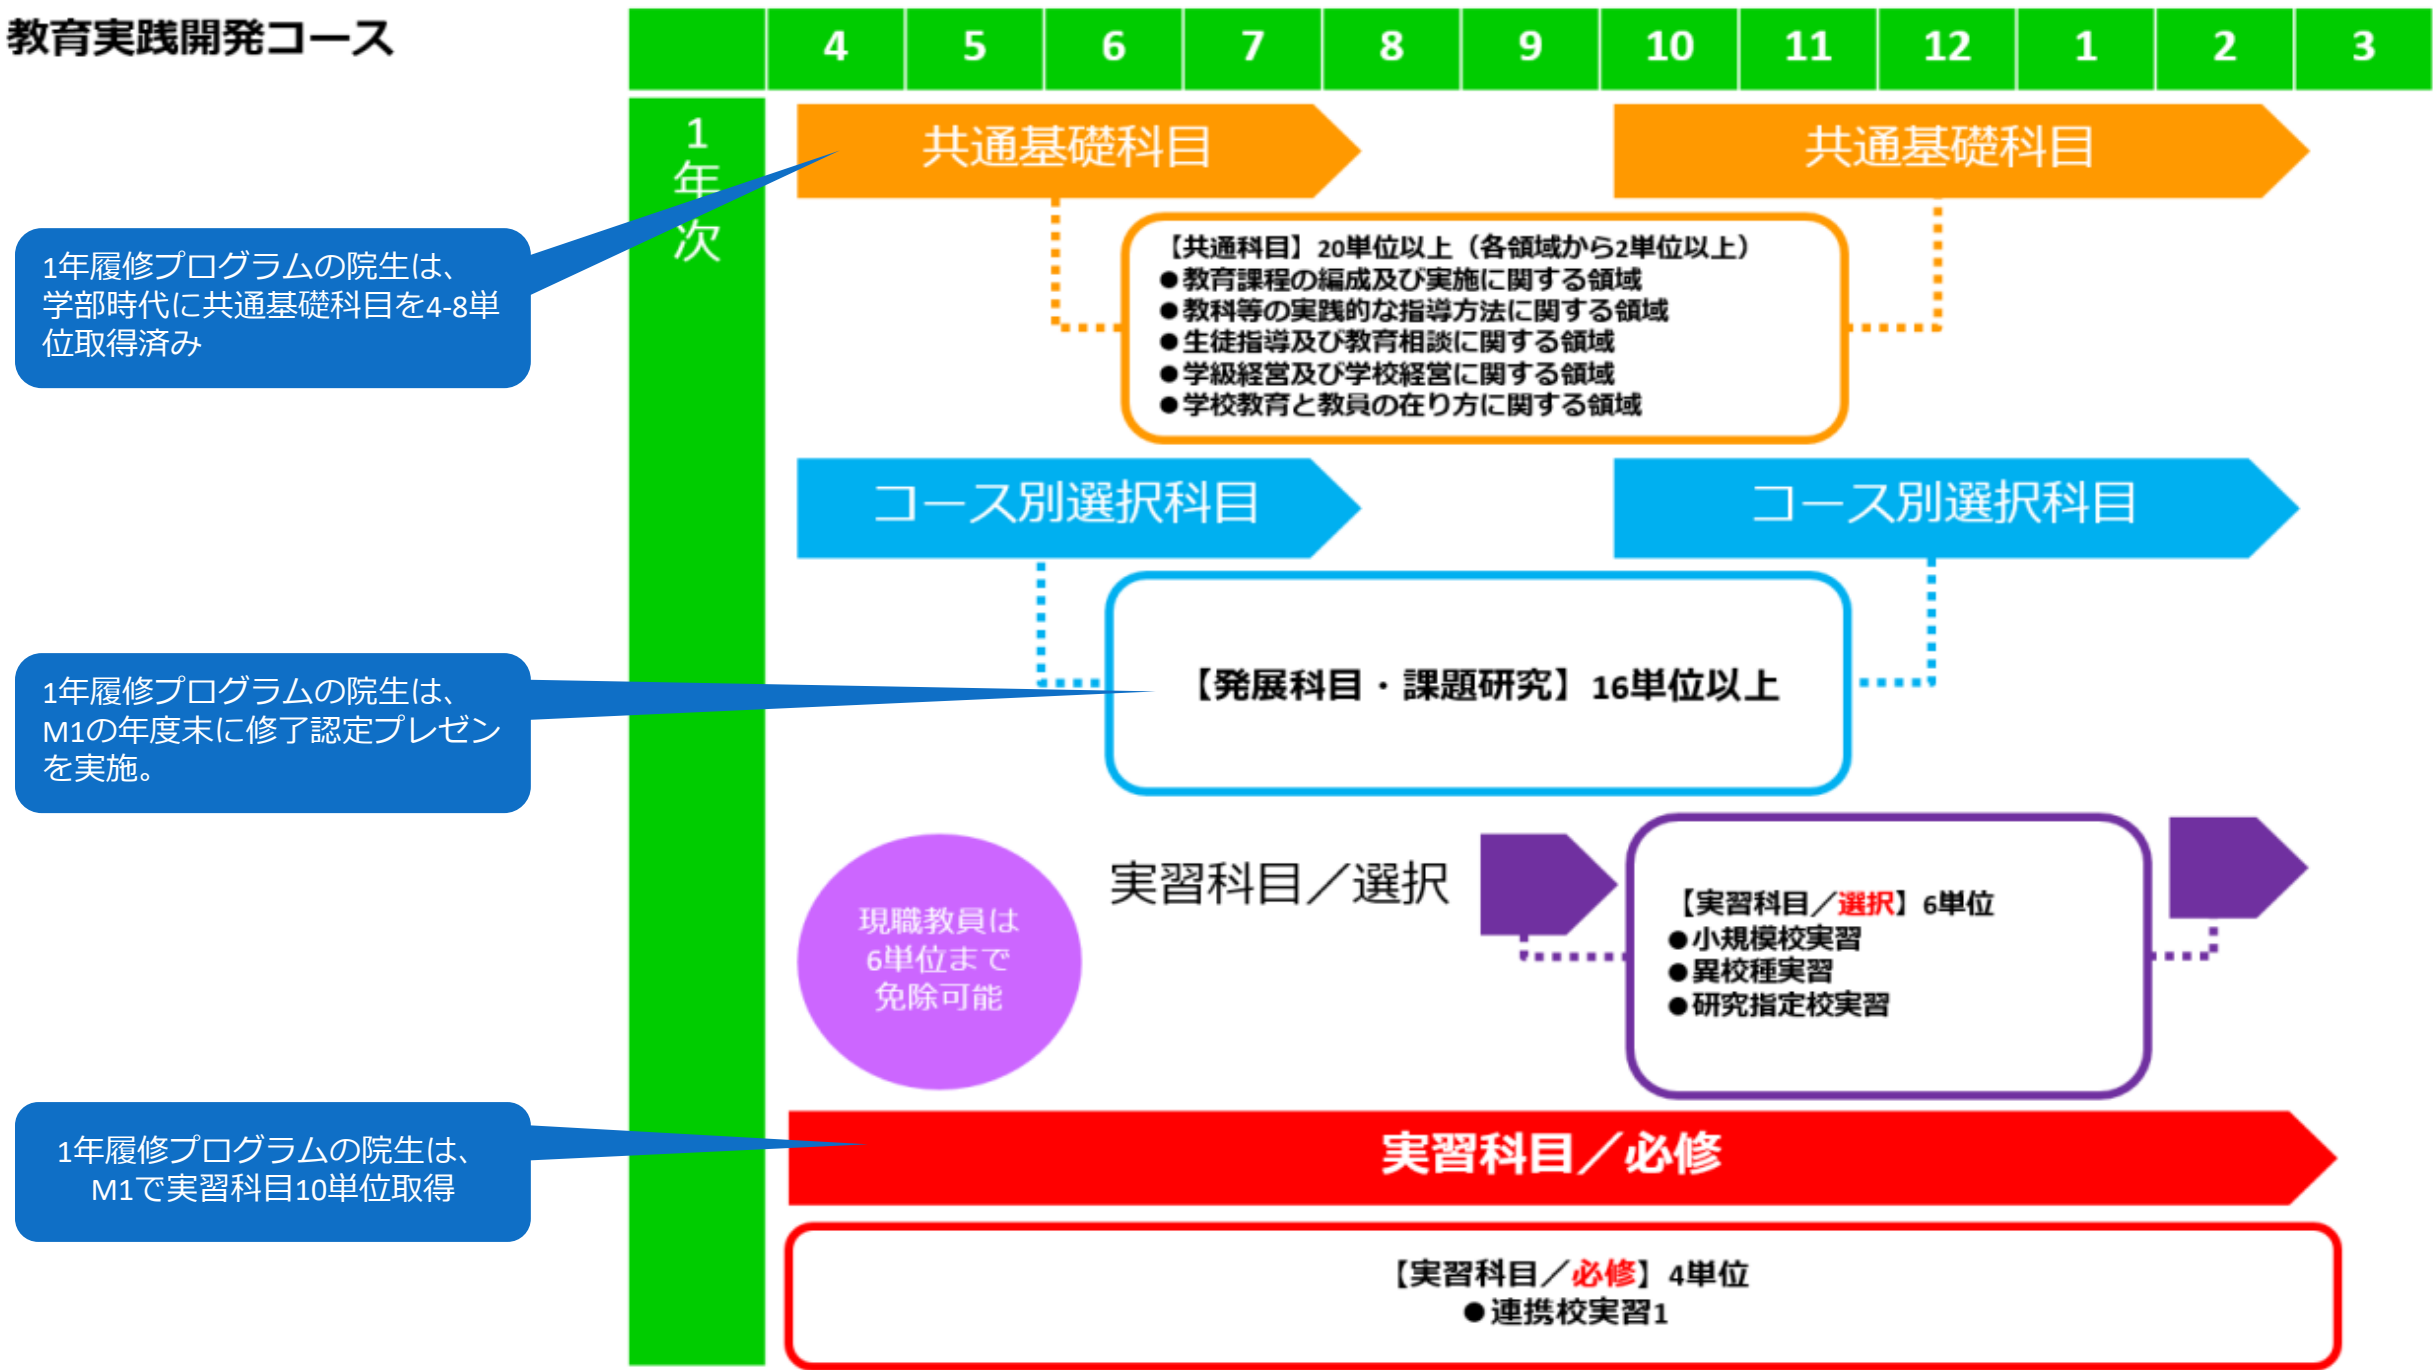 教育実践開発コース
4 5 6 7 8 9 10 11 12 1 2 3
1
年
次
共通基礎科目
共通基礎科目
1年履修プログラムの院生は、
学部時代に共通基礎科目を4-8単
位取得済み
【共通科目】20単位以上（各領域から2単位以上）
●教育課程の編成及び実施に関する領域
●教科等の実践的な指導方法に関する領域
●生徒指導及び教育相談に関する領域
●学級経営及び学校経営に関する領域
●学校教育と教員の在り方に関する領域
コース別選択科目
コース別選択科目
1年履修プログラムの院生は、
M1の年度末に修了認定プレゼン
を実施。
【発展科目・課題研究】16単位以上
現職教員は
6単位まで
免除可能
実習科目／選択
【実習科目／選択】6単位
●小規模校実習
●異校種実習
●研究指定校実習
1年履修プログラムの院生は、
M1で実習科目10単位取得
実習科目／必修
【実習科目／必修】4単位
●連携校実習1